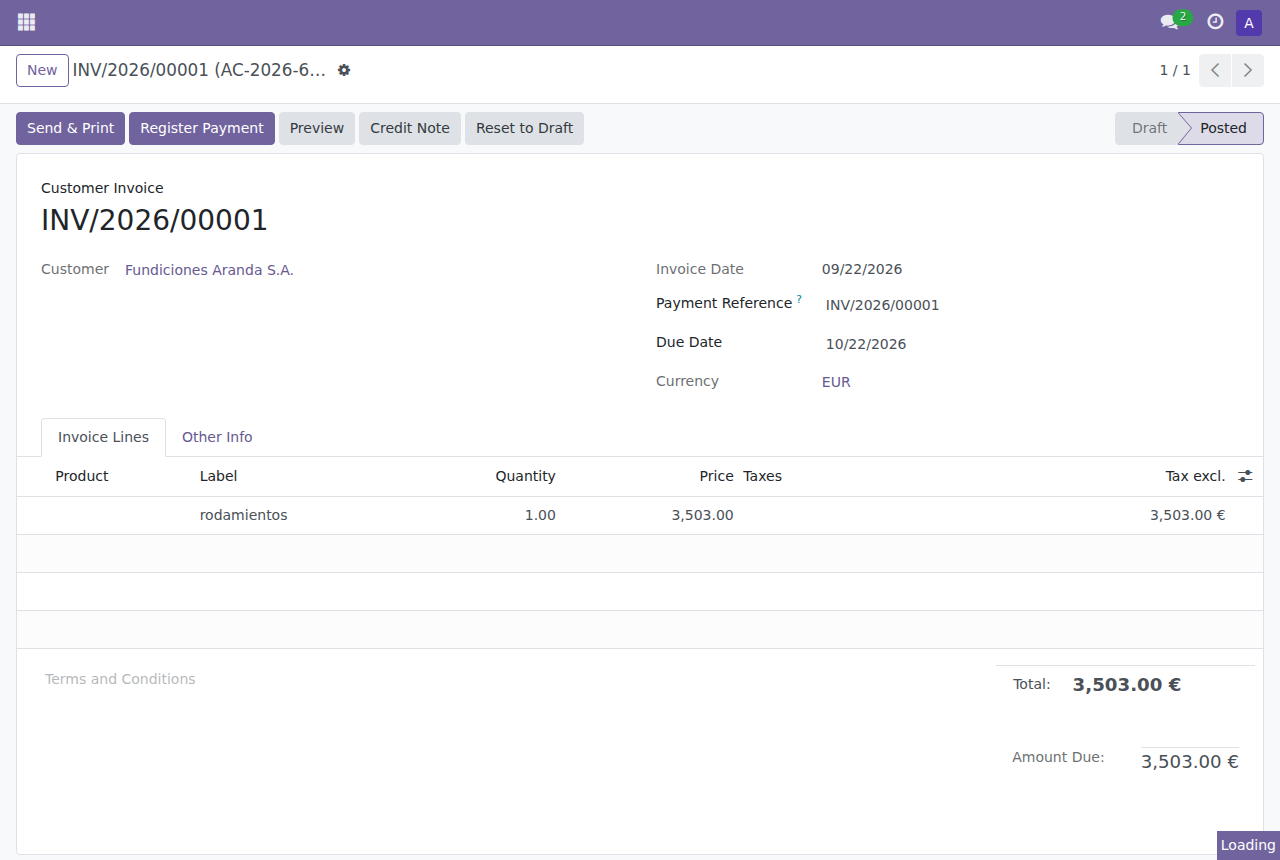 2
A
New INV/2026/00001 (AC-2026-6... 1 / 1
Send & Print Register Payment Preview Credit Note Reset to Draft Draft Posted
Customer Invoice
INV/2026/00001
Customer Fundiciones Aranda S.A. Invoice Date 09/22/2026
Payment Reference ? INV/2026/00001
Due Date 10/22/2026
Currency EUR
Invoice Lines Other Info
Product Label Quantity Price Taxes Tax excl.
rodamientos 1.00 3,503.00 3,503.00 €
Terms and Conditions
Total: 3,503.00 €
Amount Due: 3,503.00 €
Loading